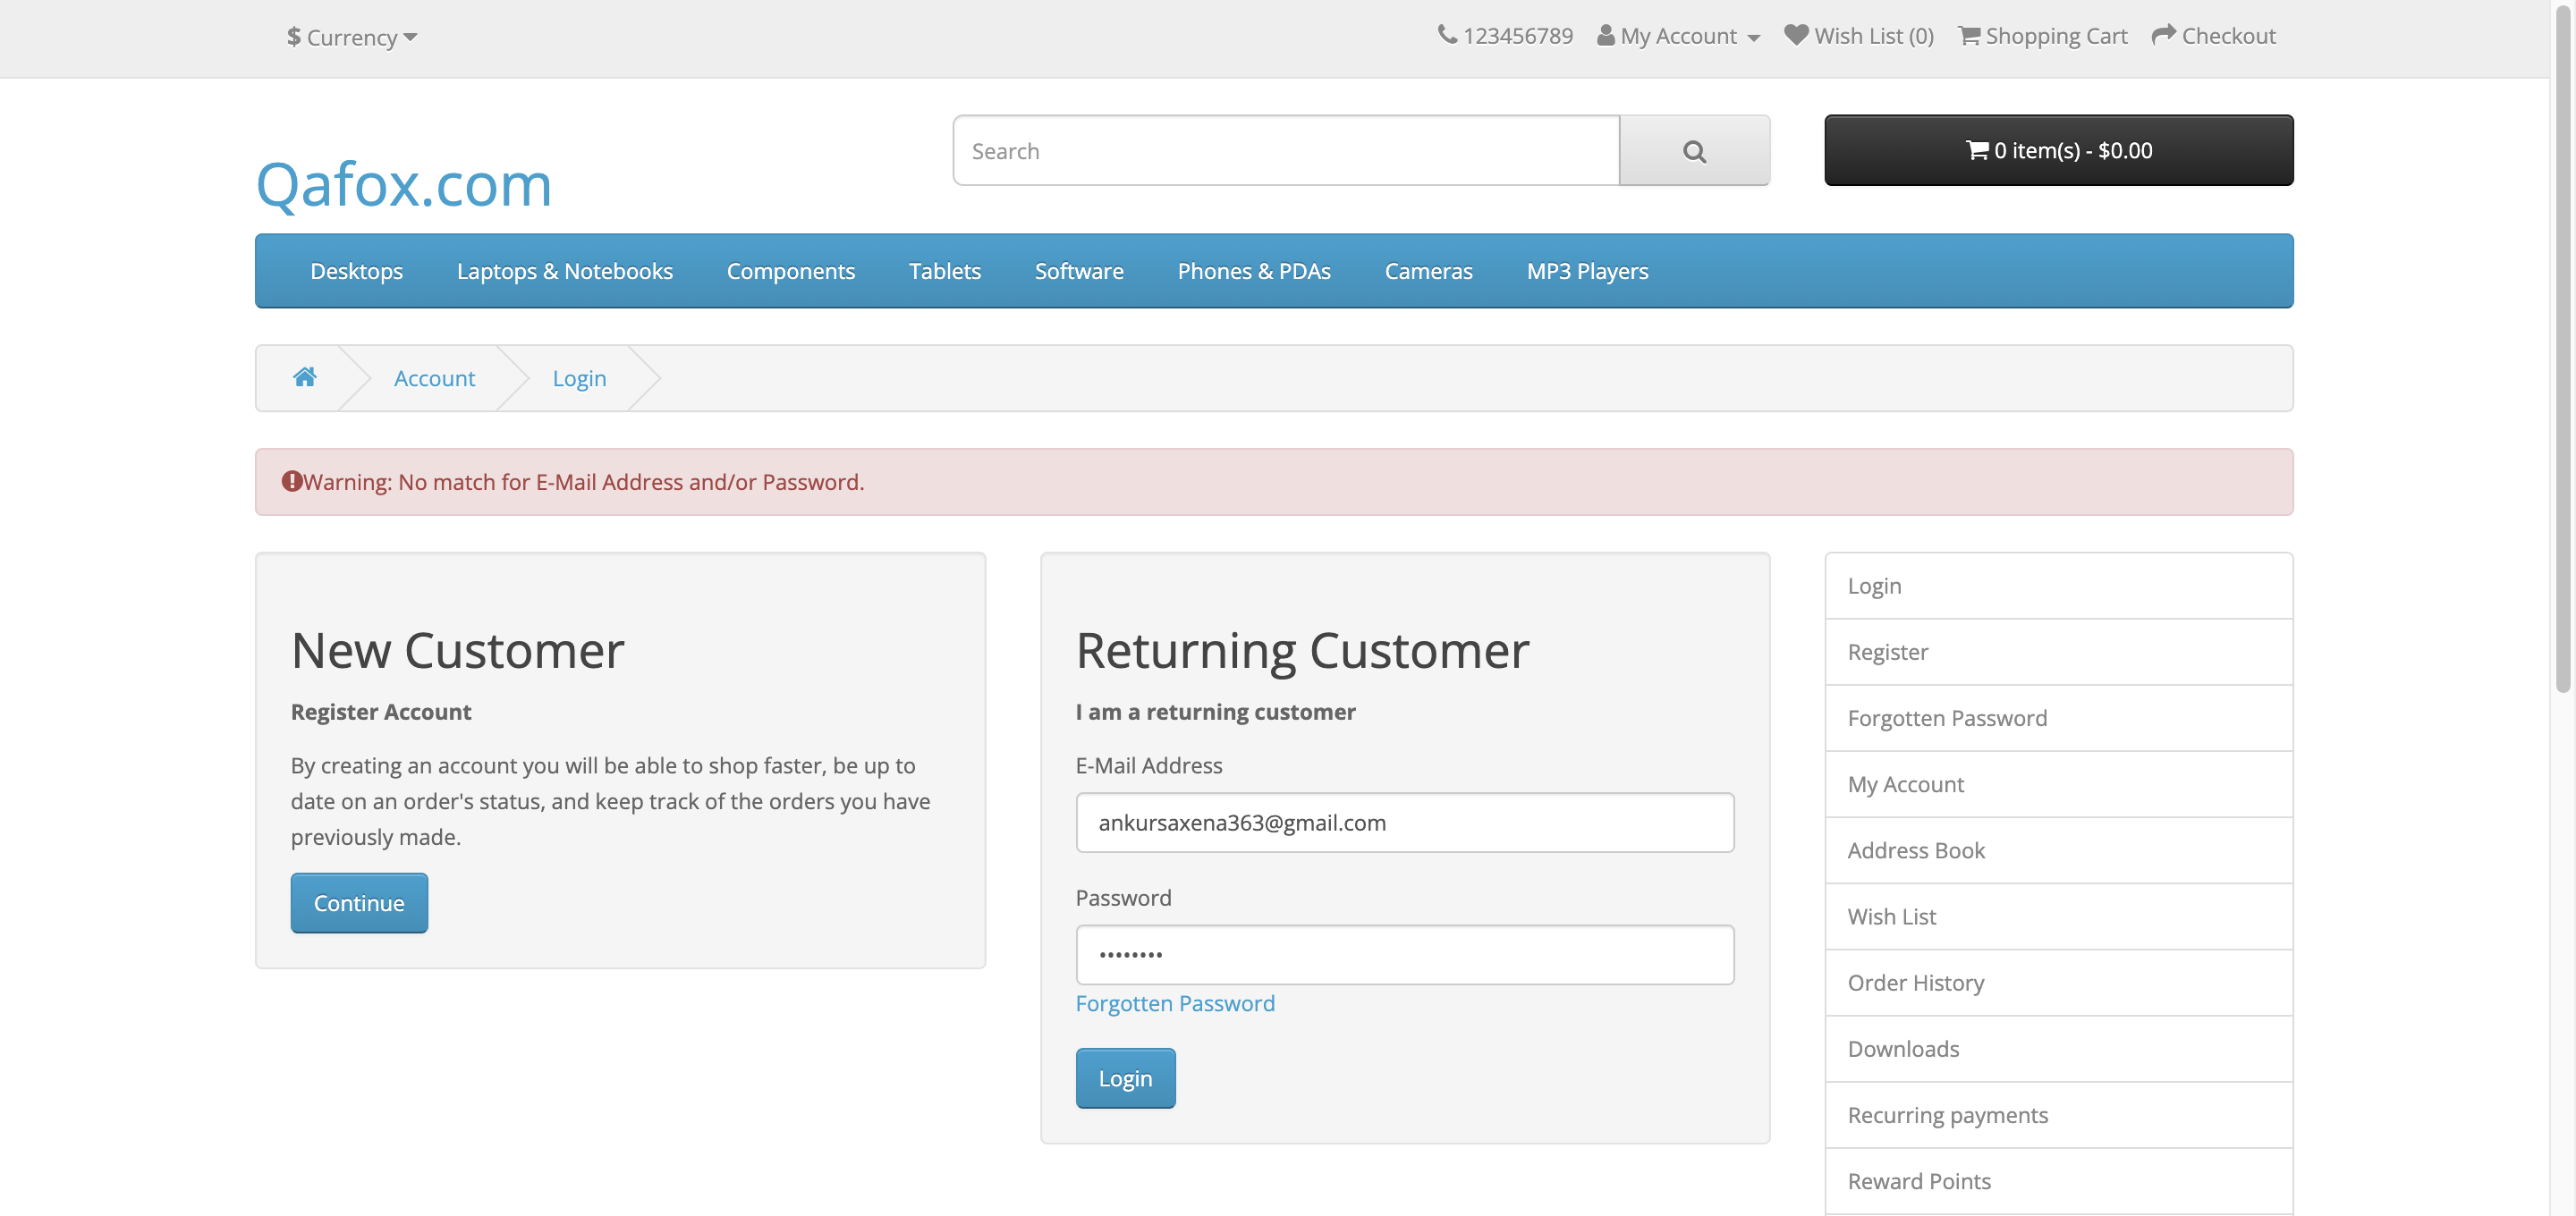 $ Currency
123456789 My Account Wish List (0) Shopping Cart Checkout
Qafox.com
Search
0 item(s) - $0.00
Desktops Laptops & Notebooks Components Tablets Software Phones & PDAs Cameras MP3 Players
Account Login
Warning: No match for E-Mail Address and/or Password.
New Customer
Register Account
By creating an account you will be able to shop faster, be up to
date on an order's status, and keep track of the orders you have
previously made.
Continue
Returning Customer
I am a returning customer
E-Mail Address
ankursaxena363@gmail.com
Password
••••••••
Forgotten Password
Login
Login
Register
Forgotten Password
My Account
Address Book
Wish List
Order History
Downloads
Recurring payments
Reward Points